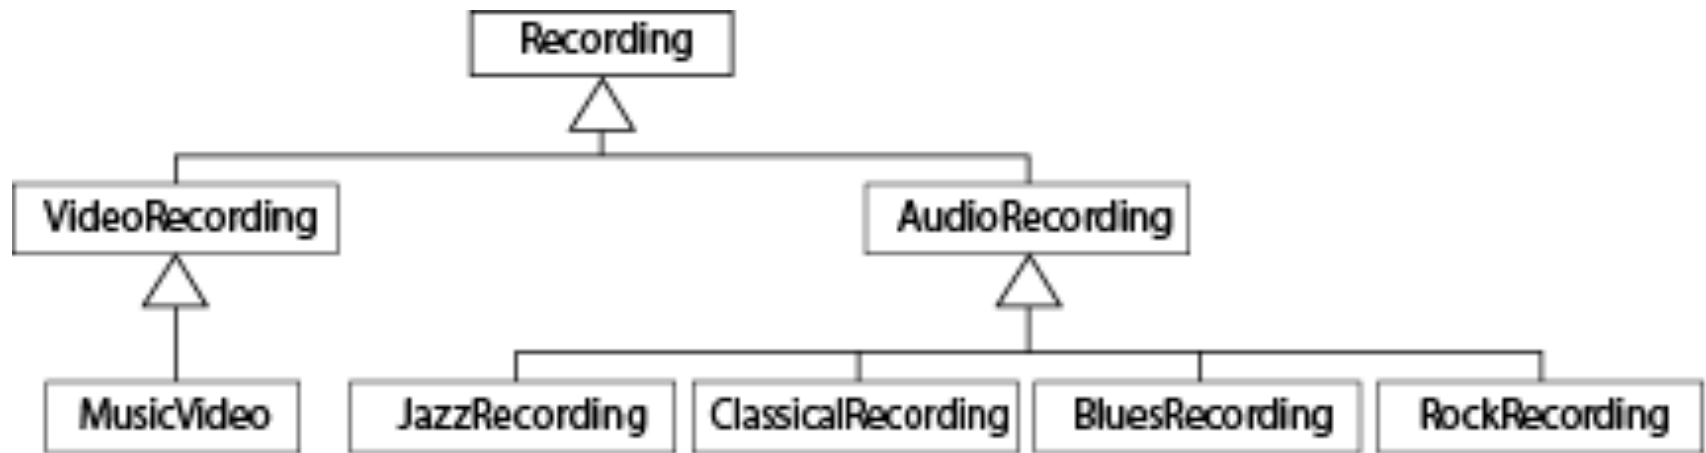 Recording
VideoRecording
AudioRecording
MusicVideo
JazzRecording
ClassicalRecording
BluesRecording
RockRecording